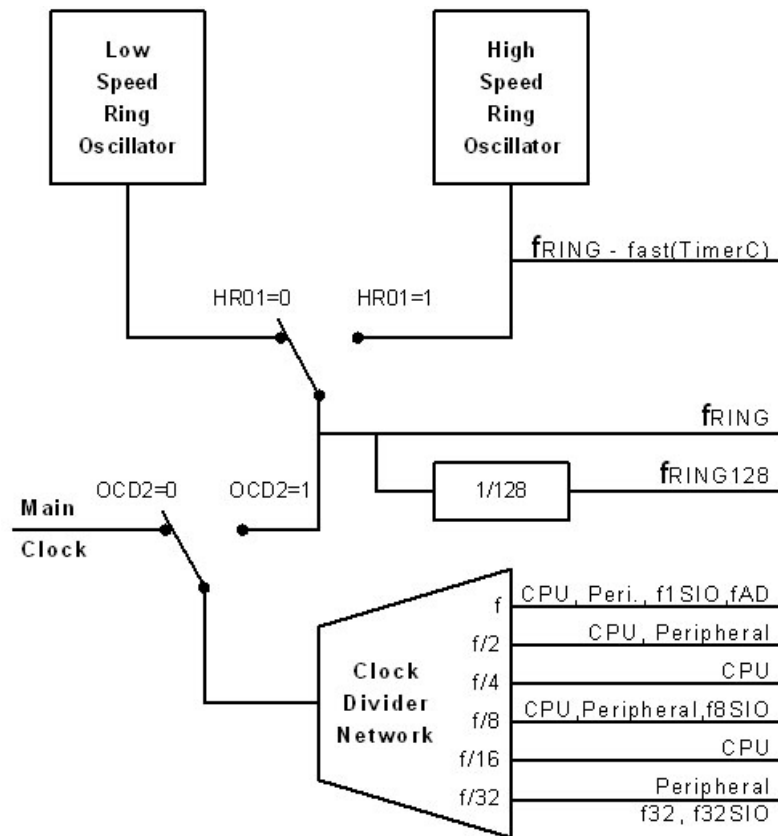 Low
Speed
Ring
Oscillator
High
Speed
Ring
Oscillator
fRING - fast(TimerC)
HR01=0
HR01=1
fRING
fRING128
1/128
OCD2=0
OCD2=1
Main
Clock
Clock
Divider
Network
f
CPU, Peri., f1SIO,fAD
f/2
CPU, Peripheral
f/4
CPU
f/8
CPU,Peripheral,f8SIO
f/16
CPU
f/32
Peripheral
f32, f32SIO